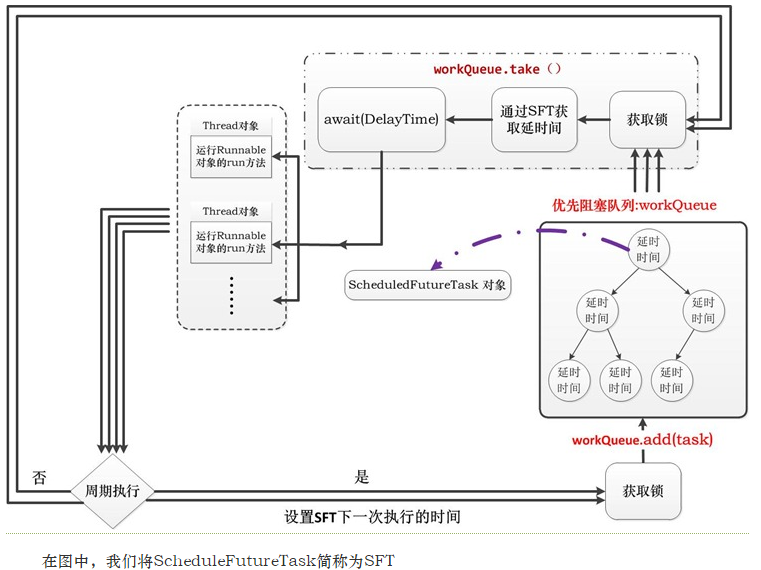 workQueue.take（）
await(DelayTime)
通过SFT获
取延时间
获取锁
Thread对象
运行Runnable
对象的run方法
Thread对象
运行Runnable
对象的run方法
优先阻塞队列:workQueue
ScheduledFutureTask 对象
延时
时间
延时
时间
延时
时间
延时
时间
延时
时间
延时
时间
workQueue.add(task)
否
周期执行
是
获取锁
设置SFT下一次执行的时间
在图中，我们将ScheduleFutureTask简称为SFT